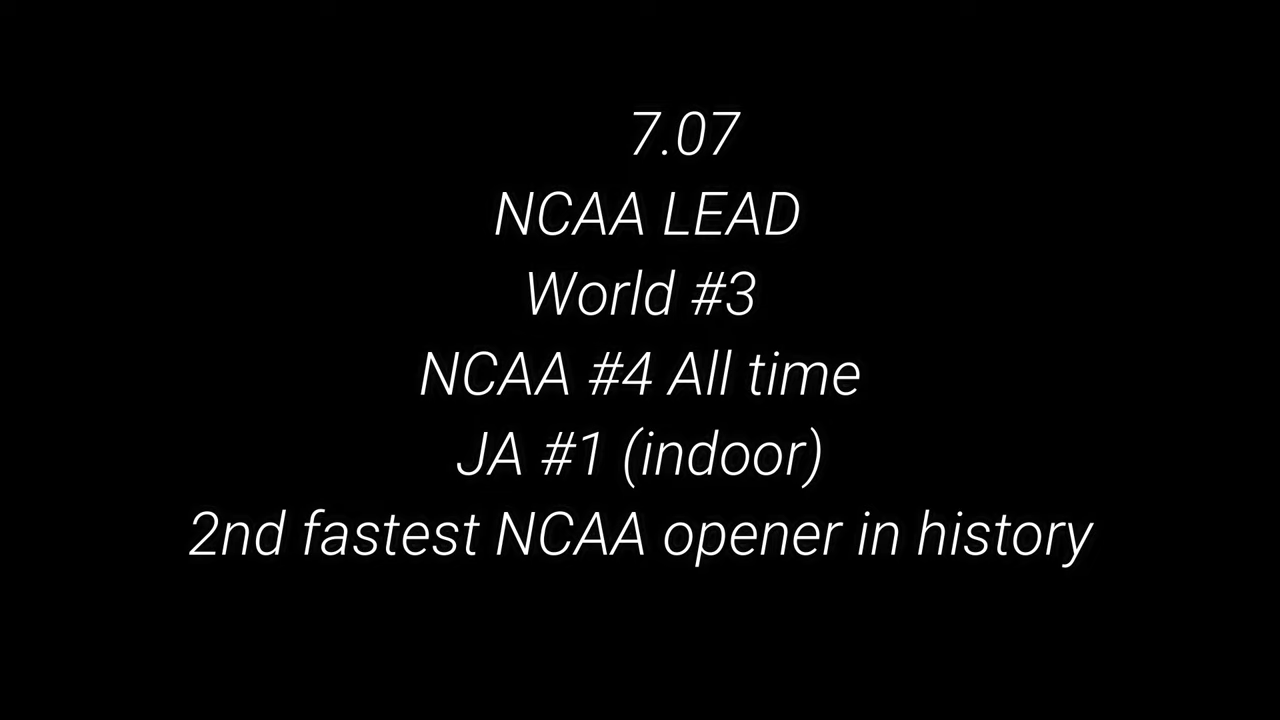 7.07
NCAA LEAD
World #3
NCAA #4 All time
JA #1 (indoor)
2nd fastest NCAA opener in history